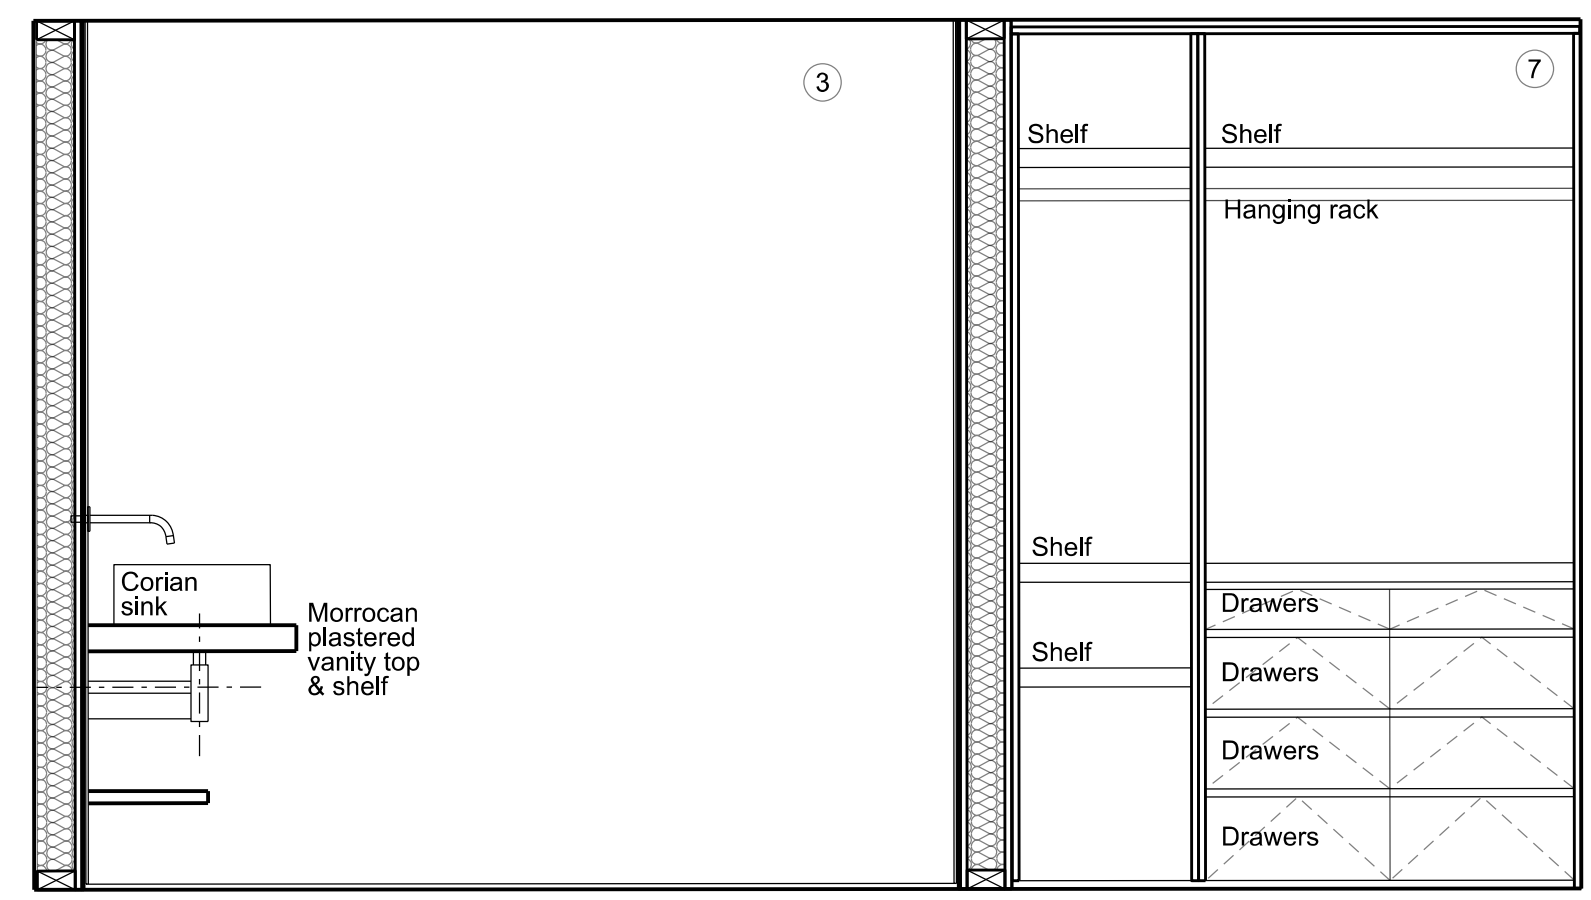 3
7
Shelf
Shelf
Hanging rack
Shelf
Corian
sink
Morrocan
plastered
vanity top
& shelf
Shelf
Drawers
Drawers
Drawers
Drawers